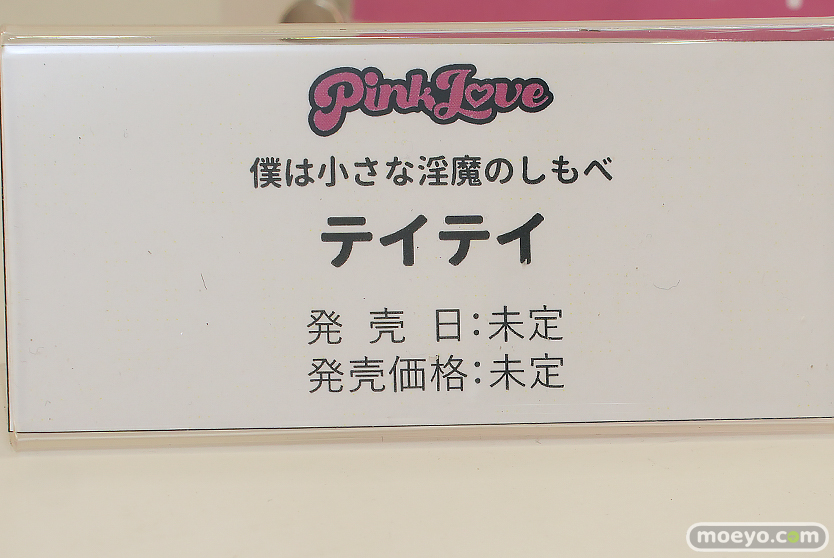 PinkLove
僕は小さな淫魔のしもべ
テイテイ
発売日：未定
発売価格：未定
moeyo.com